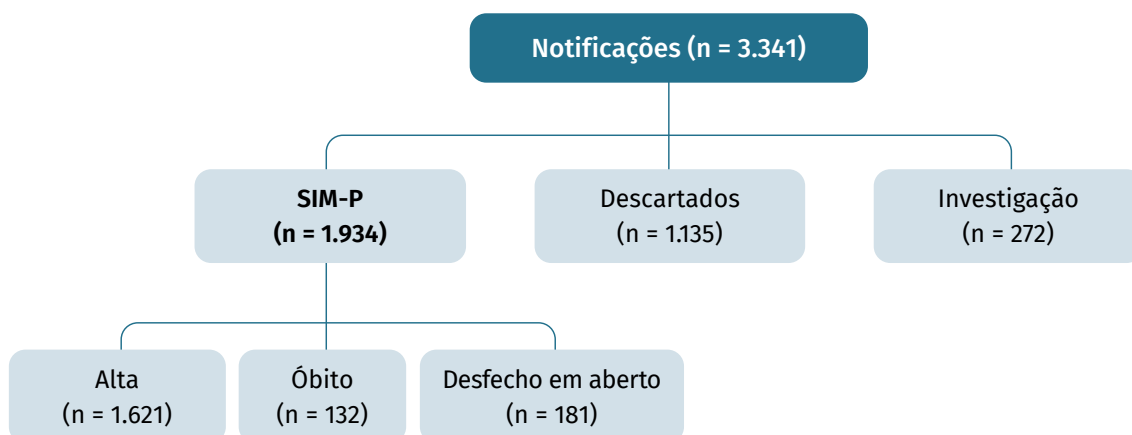 Notificações (n = 3.341)
SIM-P
(n = 1.934)
Descartados
(n = 1.135)
Investigação
(n = 272)
Alta
(n = 1.621)
Óbito
(n = 132)
Desfecho em aberto
(n = 181)